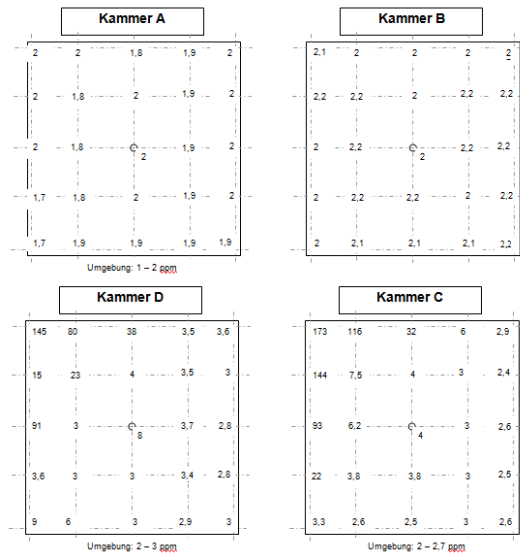 Kammer A Kammer B
2 2 1,8 1,9 2
2 1,8 2 1,9 2
2 1,8 2 1,9 2
1,7 1,8 2 1,9 2
1,7 1,9 1,9 1,9 1,9
Umgebung: 1 – 2 ppm
2,1 2 2 2 2
2,2 2,2 2 2,2 2,2
2 2,2 2 2,2 2,2
2 2,2 2,2 2 2,2
2 2,1 2,1 2,1 2,2
Kammer D Kammer C
145 80 38 3,5 3,6
15 23 4 3,5 3
91 3 8 3,7 2,8
3,6 3 3 3,4 2,8
9 6 3 2,9 3
Umgebung: 2 – 3 ppm
173 116 32 6 2,9
144 7,5 4 3 2,4
93 6,2 4 3 2,6
22 3,8 3,8 3 2,5
3,3 2,6 2,5 3 2,6
Umgebung: 2 – 2,7 ppm